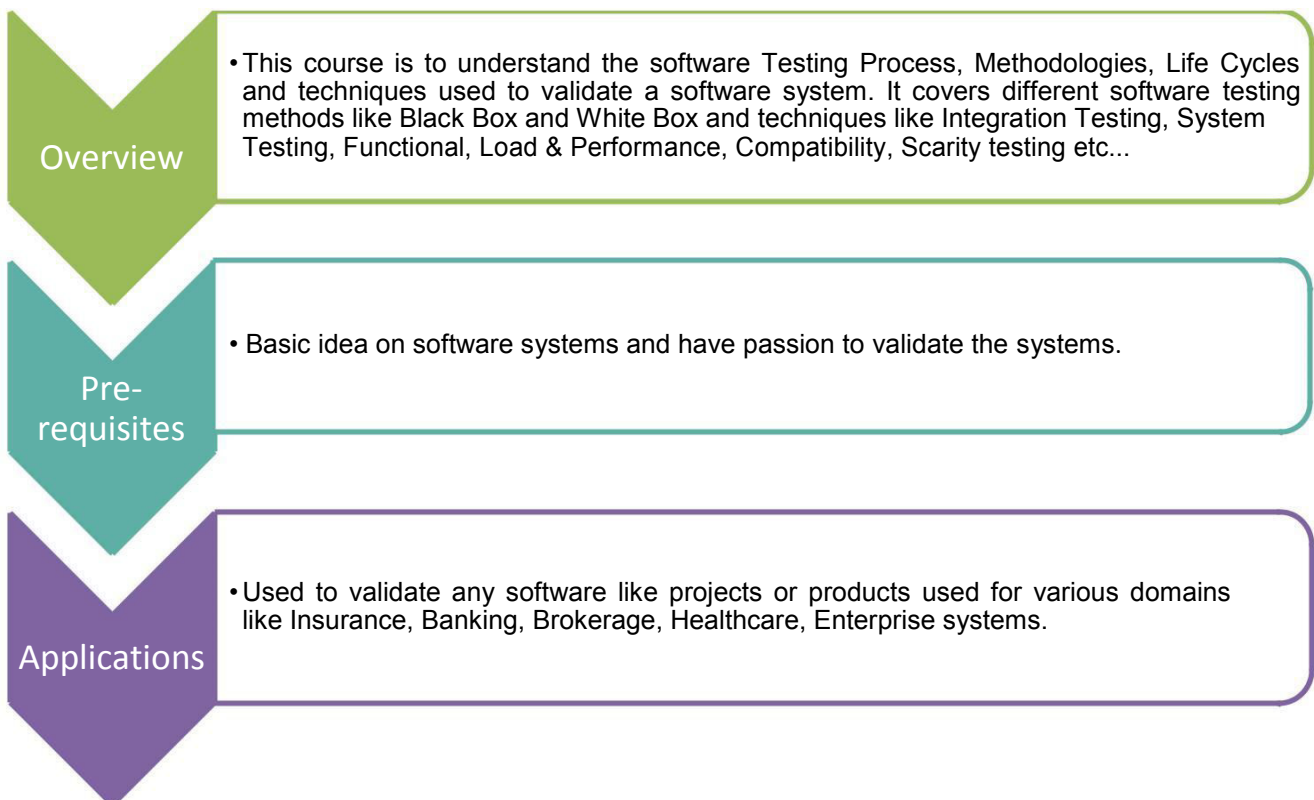 Overview
•This course is to understand the software Testing Process, Methodologies, Life Cycles
and techniques used to validate a software system. It covers different software testing
methods like Black Box and White Box and techniques like Integration Testing, System
Testing, Functional, Load & Performance, Compatibility, Scarity testing etc...
Pre-
requisites
• Basic idea on software systems and have passion to validate the systems.
Applications
•Used to validate any software like projects or products used for various domains
like Insurance, Banking, Brokerage, Healthcare, Enterprise systems.